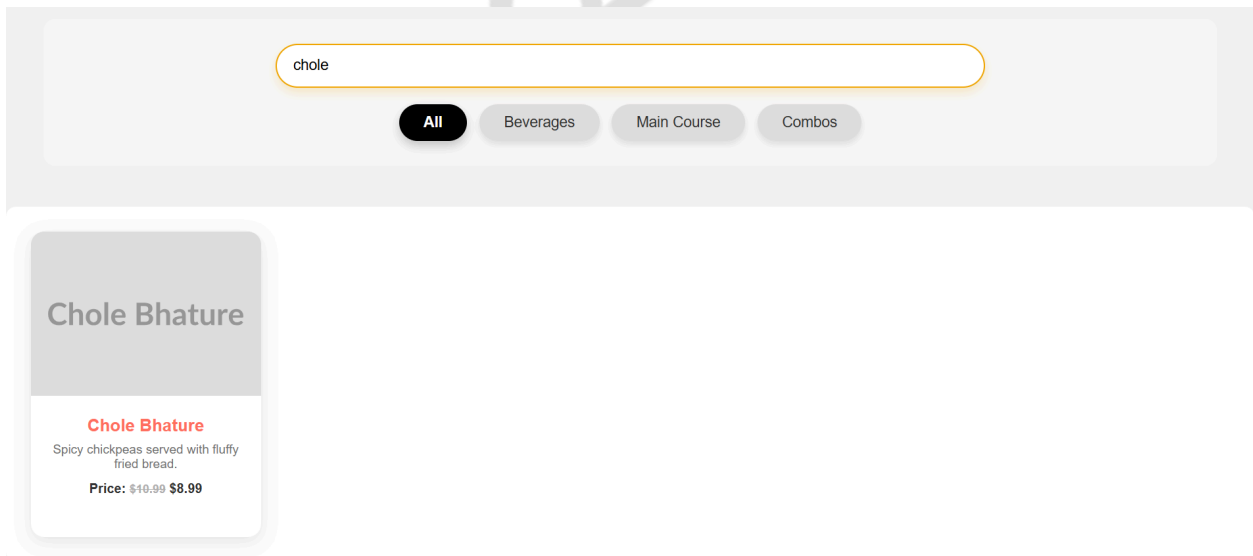 chole
All Beverages Main Course Combos
Chole Bhature
Chole Bhature
Spicy chickpeas served with fluffy
fried bread.
Price: $10.99 $8.99